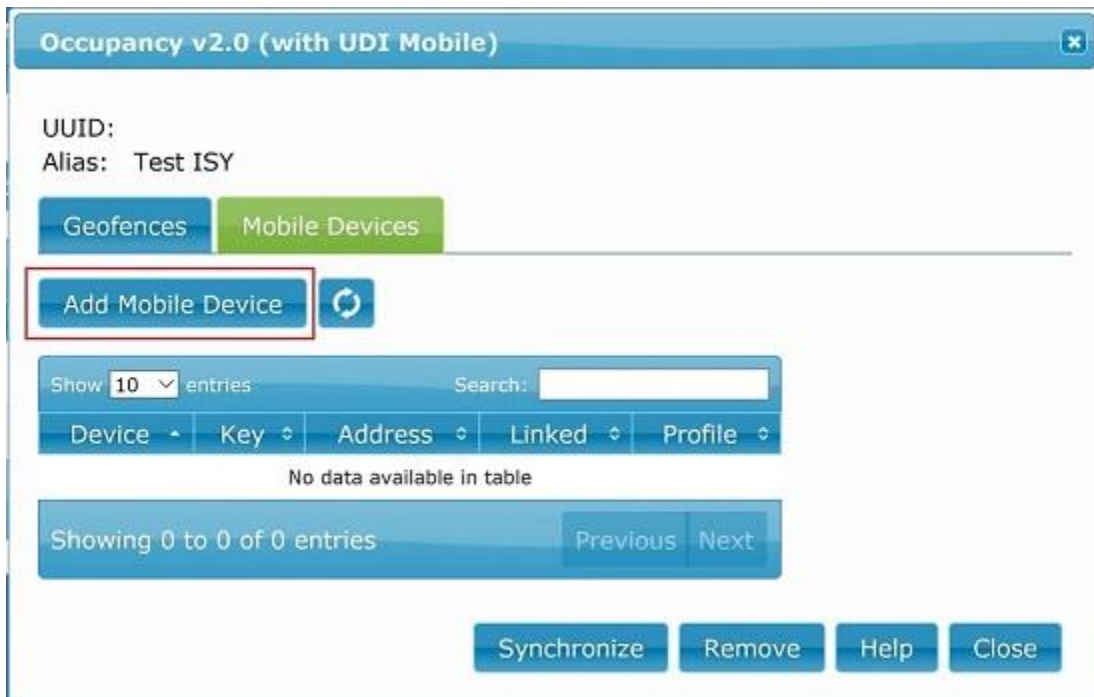 Occupancy v2.0 (with UDI Mobile)
UUID:
Alias: Test ISY
Geofences Mobile Devices
Add Mobile Device
Show 10 entries Search:
Device Key Address Linked Profile
No data available in table
Showing 0 to 0 of 0 entries Previous Next
Synchronize Remove Help Close